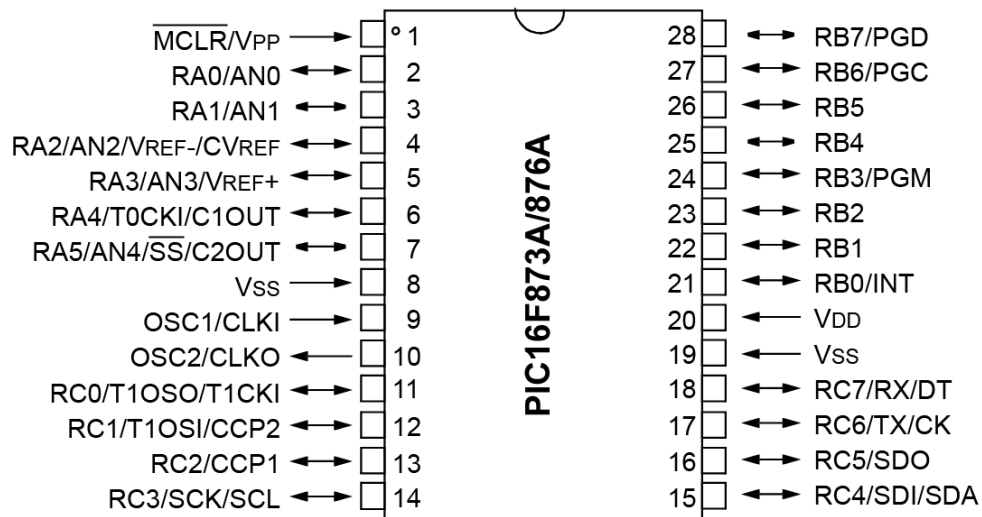 MCLR/VPP
RA0/AN0
RA1/AN1
RA2/AN2/VREF-/CVREF
RA3/AN3/VREF+
RA4/T0CKI/C1OUT
RA5/AN4/SS/C2OUT
VSS
OSC1/CLKI
OSC2/CLKO
RC0/T1OSO/T1CKI
RC1/T1OSI/CCP2
RC2/CCP1
RC3/SCK/SCL
1
2
3
4
5
6
7
8
9
10
11
12
13
14
PIC16F873A/876A
28
27
26
25
24
23
22
21
20
19
18
17
16
15
RB7/PGD
RB6/PGC
RB5
RB4
RB3/PGM
RB2
RB1
RB0/INT
VDD
VSS
RC7/RX/DT
RC6/TX/CK
RC5/SDO
RC4/SDI/SDA